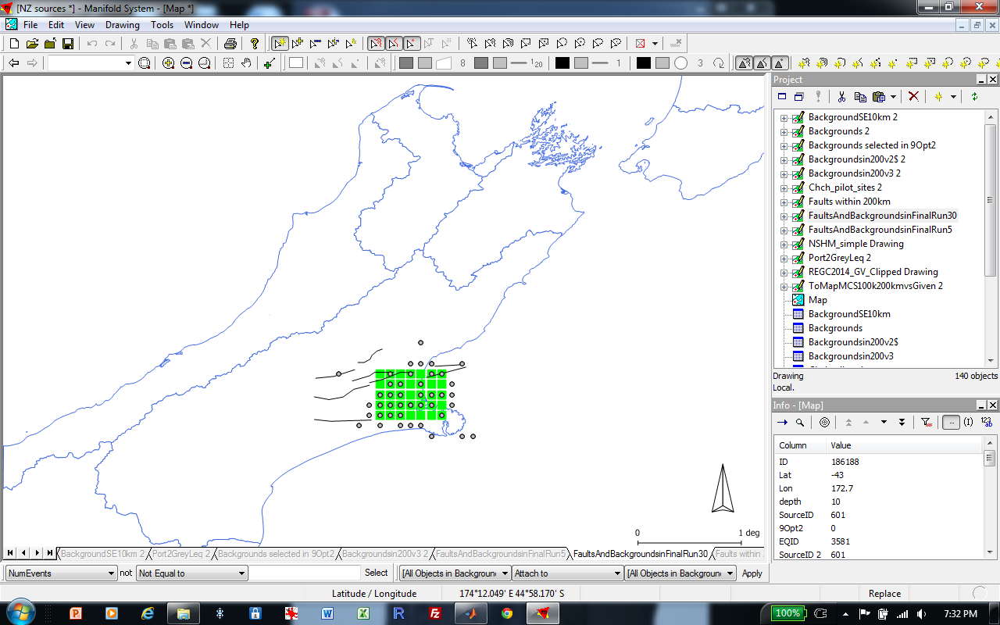 [NZ sources *] - Manifold System - [Map *]
File Edit View Drawing Tools Window Help
8 120 1 3
Project
BackgroundSE10km 2
Backgrounds 2
Backgrounds selected in 9Opt2
Backgroundsin200v2$ 2
Backgroundsin200v3 2
Chch_pilot_sites 2
Faults within 200km
FaultsAndBackgroundsinFinalRun30
FaultsAndBackgroundsinFinalRun5
NSHM_simple Drawing
Port2GreyLeq 2
REGC2014_GV_Clipped Drawing
ToMapMCS100k200kmvsGiven 2
Map
BackgroundSE10km
Backgrounds
Backgroundsin200v2$
Backgroundsin200v3
Drawing 140 objects
Local.
Info - [Map]
Column Value
ID 186188
Lat -43
Lon 172.7
depth 10
SourceID 601
9Opt2 0
EQID 3581
SourceID 2 601
0 1 deg
BackgroundSE10km 2 Port2GreyLeq 2 Backgrounds selected in 9Opt2 Backgroundsin200v3 2 FaultsAndBackgroundsinFinalRun5 FaultsAndBackgroundsinFinalRun30 Faults within
NumEvents not Not Equal to Select [All Objects in Backgroun Attach to [All Objects in Backgroun Apply
Latitude / Longitude 174°12.049' E 44°58.170' S Replace
100% 7:32 PM